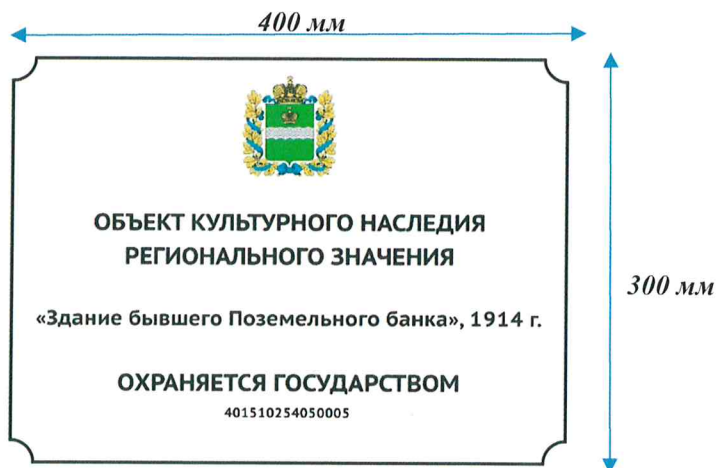 400 мм
ОБЪЕКТ КУЛЬТУРНОГО НАСЛЕДИЯ
РЕГИОНАЛЬНОГО ЗНАЧЕНИЯ
300 мм
«Здание бывшего Поземельного банка», 1914 г.
ОХРАНЯЕТСЯ ГОСУДАРСТВОМ
401510254050005